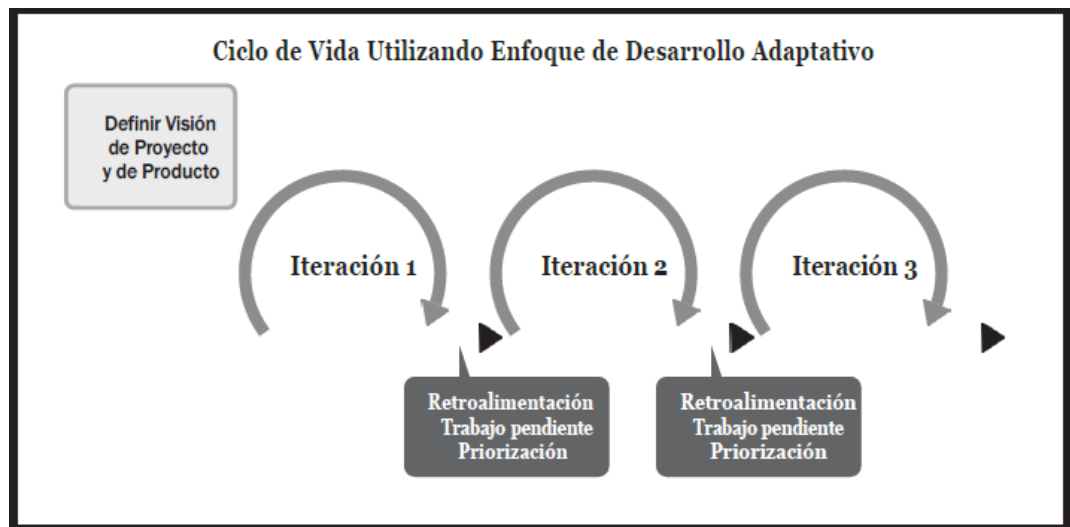 Ciclo de Vida Utilizando Enfoque de Desarrollo Adaptativo
Definir Visión
de Proyecto
y de Producto
Iteración 1
Iteración 2
Iteración 3
Retroalimentación
Trabajo pendiente
Priorización
Retroalimentación
Trabajo pendiente
Priorización